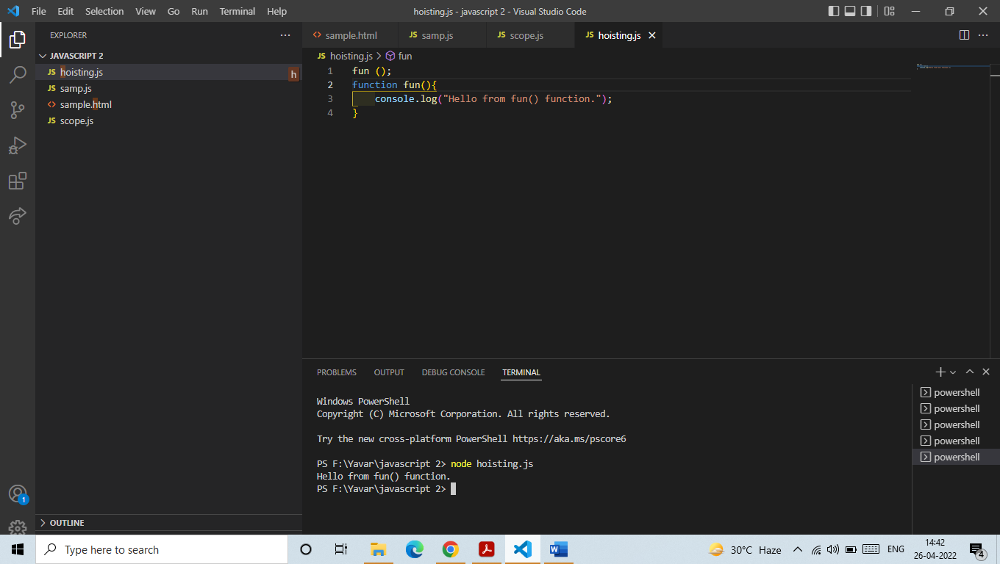 File Edit Selection View Go Run Terminal Help hoisting.js - javascript 2 - Visual Studio Code
EXPLORER
JAVASCRIPT 2
JS hoisting.js h
JS samp.js
<> sample.html
JS scope.js
OUTLINE
1
<> sample.html JS samp.js JS scope.js JS hoisting.js
JS hoisting.js > fun
1 fun ();
2 function fun(){
3 console.log("Hello from fun() function.");
4 }
PROBLEMS OUTPUT DEBUG CONSOLE TERMINAL
Windows PowerShell
Copyright (C) Microsoft Corporation. All rights reserved.
Try the new cross-platform PowerShell https://aka.ms/pscore6
PS F:\Yavar\javascript 2> node hoisting.js
Hello from fun() function.
PS F:\Yavar\javascript 2>
powershell
powershell
powershell
powershell
powershell
Type here to search 30°C Haze ENG 14:42
26-04-2022
4